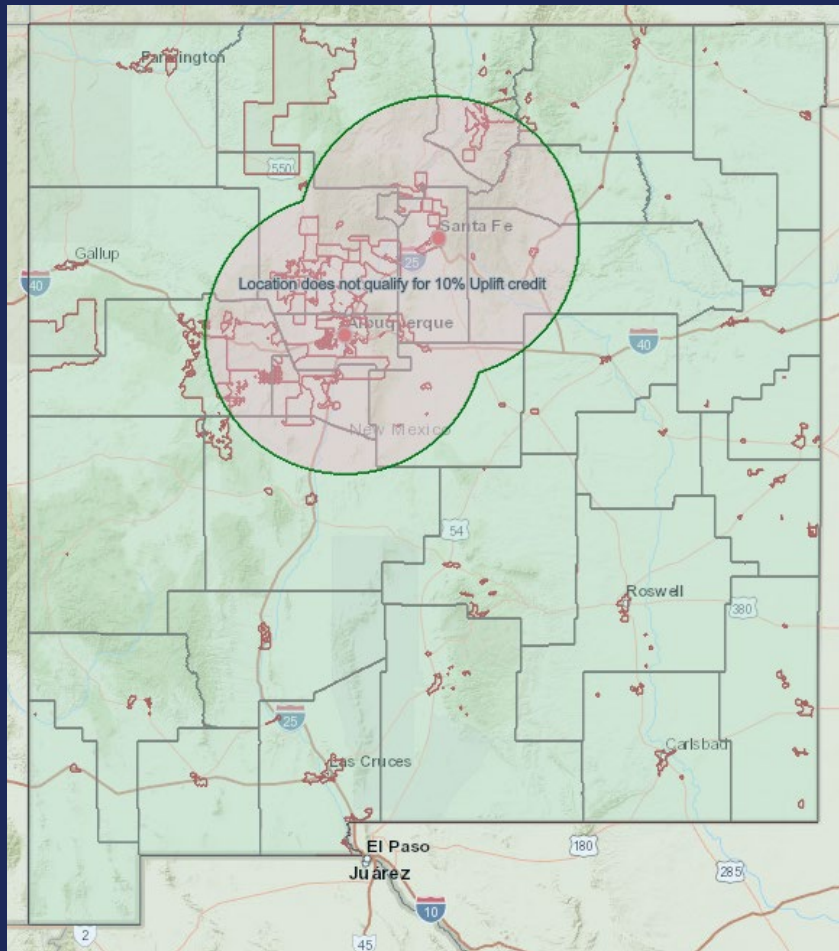 Farmington
550
Santa Fe
Gallup
25
40
Location does not qualify for 10% Uplift credit
Albuquerque
40
New Mexico
54
Roswell
380
25
Carlsbad
Las Cruces
El Paso
180
Juárez
285
10
2
45